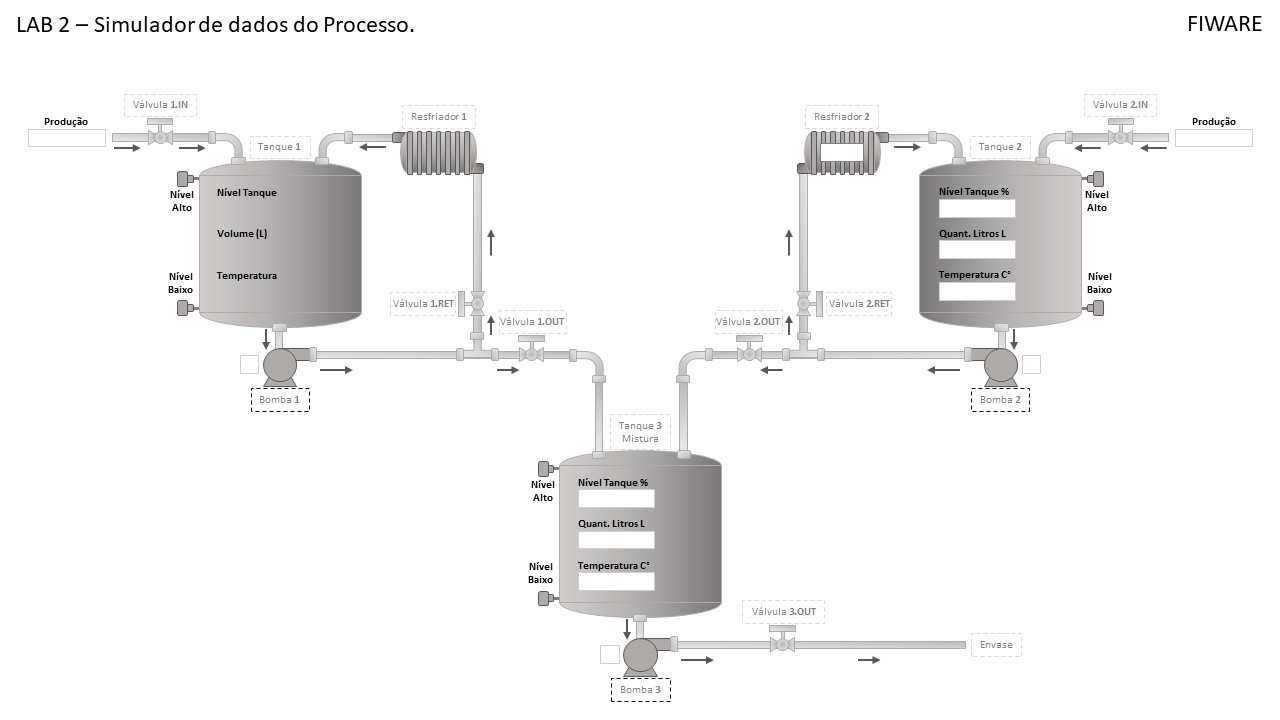 LAB 2 – Simulador de dados do Processo.
FIWARE
Válvula 1.IN
Produção
Resfriador 1
Tanque 1
Resfriador 2
Válvula 2.IN
Produção
Tanque 2
Nível
Alto
Nível Tanque
Volume (L)
Temperatura
Nível
Baixo
Nível Tanque %
Quant. Litros L
Temperatura C°
Nível
Alto
Nível
Baixo
Válvula 1.RET
Válvula 1.OUT
Válvula 2.OUT
Válvula 2.RET
Bomba 1
Bomba 2
Tanque 3
Mistura
Nível
Alto
Nível Tanque %
Quant. Litros L
Temperatura C°
Nível
Baixo
Válvula 3.OUT
Envase
Bomba 3